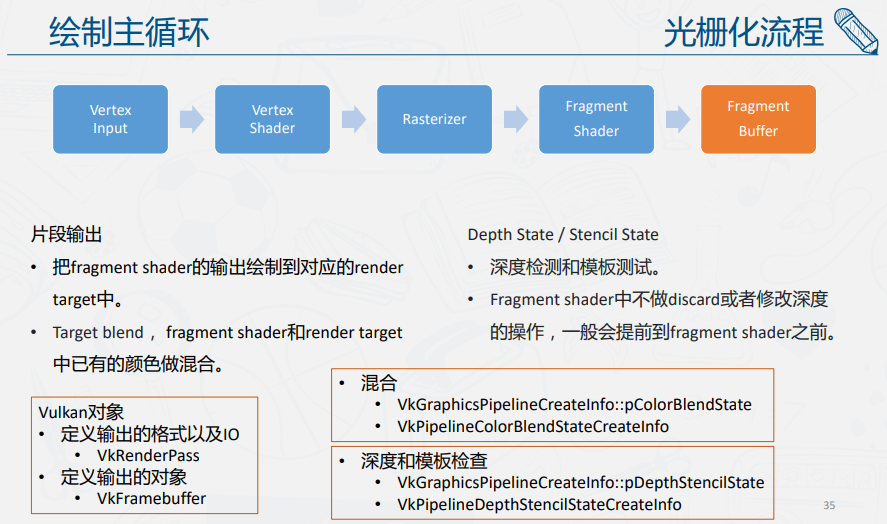 绘制主循环
光栅化流程
Vertex
Input
Vertex
Shader
Rasterizer
Fragment
Shader
Fragment
Buffer
片段输出
• 把fragment shader的输出绘制到对应的render
target中。
• Target blend， fragment shader和render target
中已有的颜色做混合。
Depth State / Stencil State
• 深度检测和模板测试。
• Fragment shader中不做discard或者修改深度
的操作，一般会提前到fragment shader之前。
Vulkan对象
• 定义输出的格式以及IO
• VkRenderPass
• 定义输出的对象
• VkFramebuffer
• 混合
• VkGraphicsPipelineCreateInfo::pColorBlendState
• VkPipelineColorBlendStateCreateInfo
• 深度和模板检查
• VkGraphicsPipelineCreateInfo::pDepthStencilState
• VkPipelineDepthStencilStateCreateInfo
35